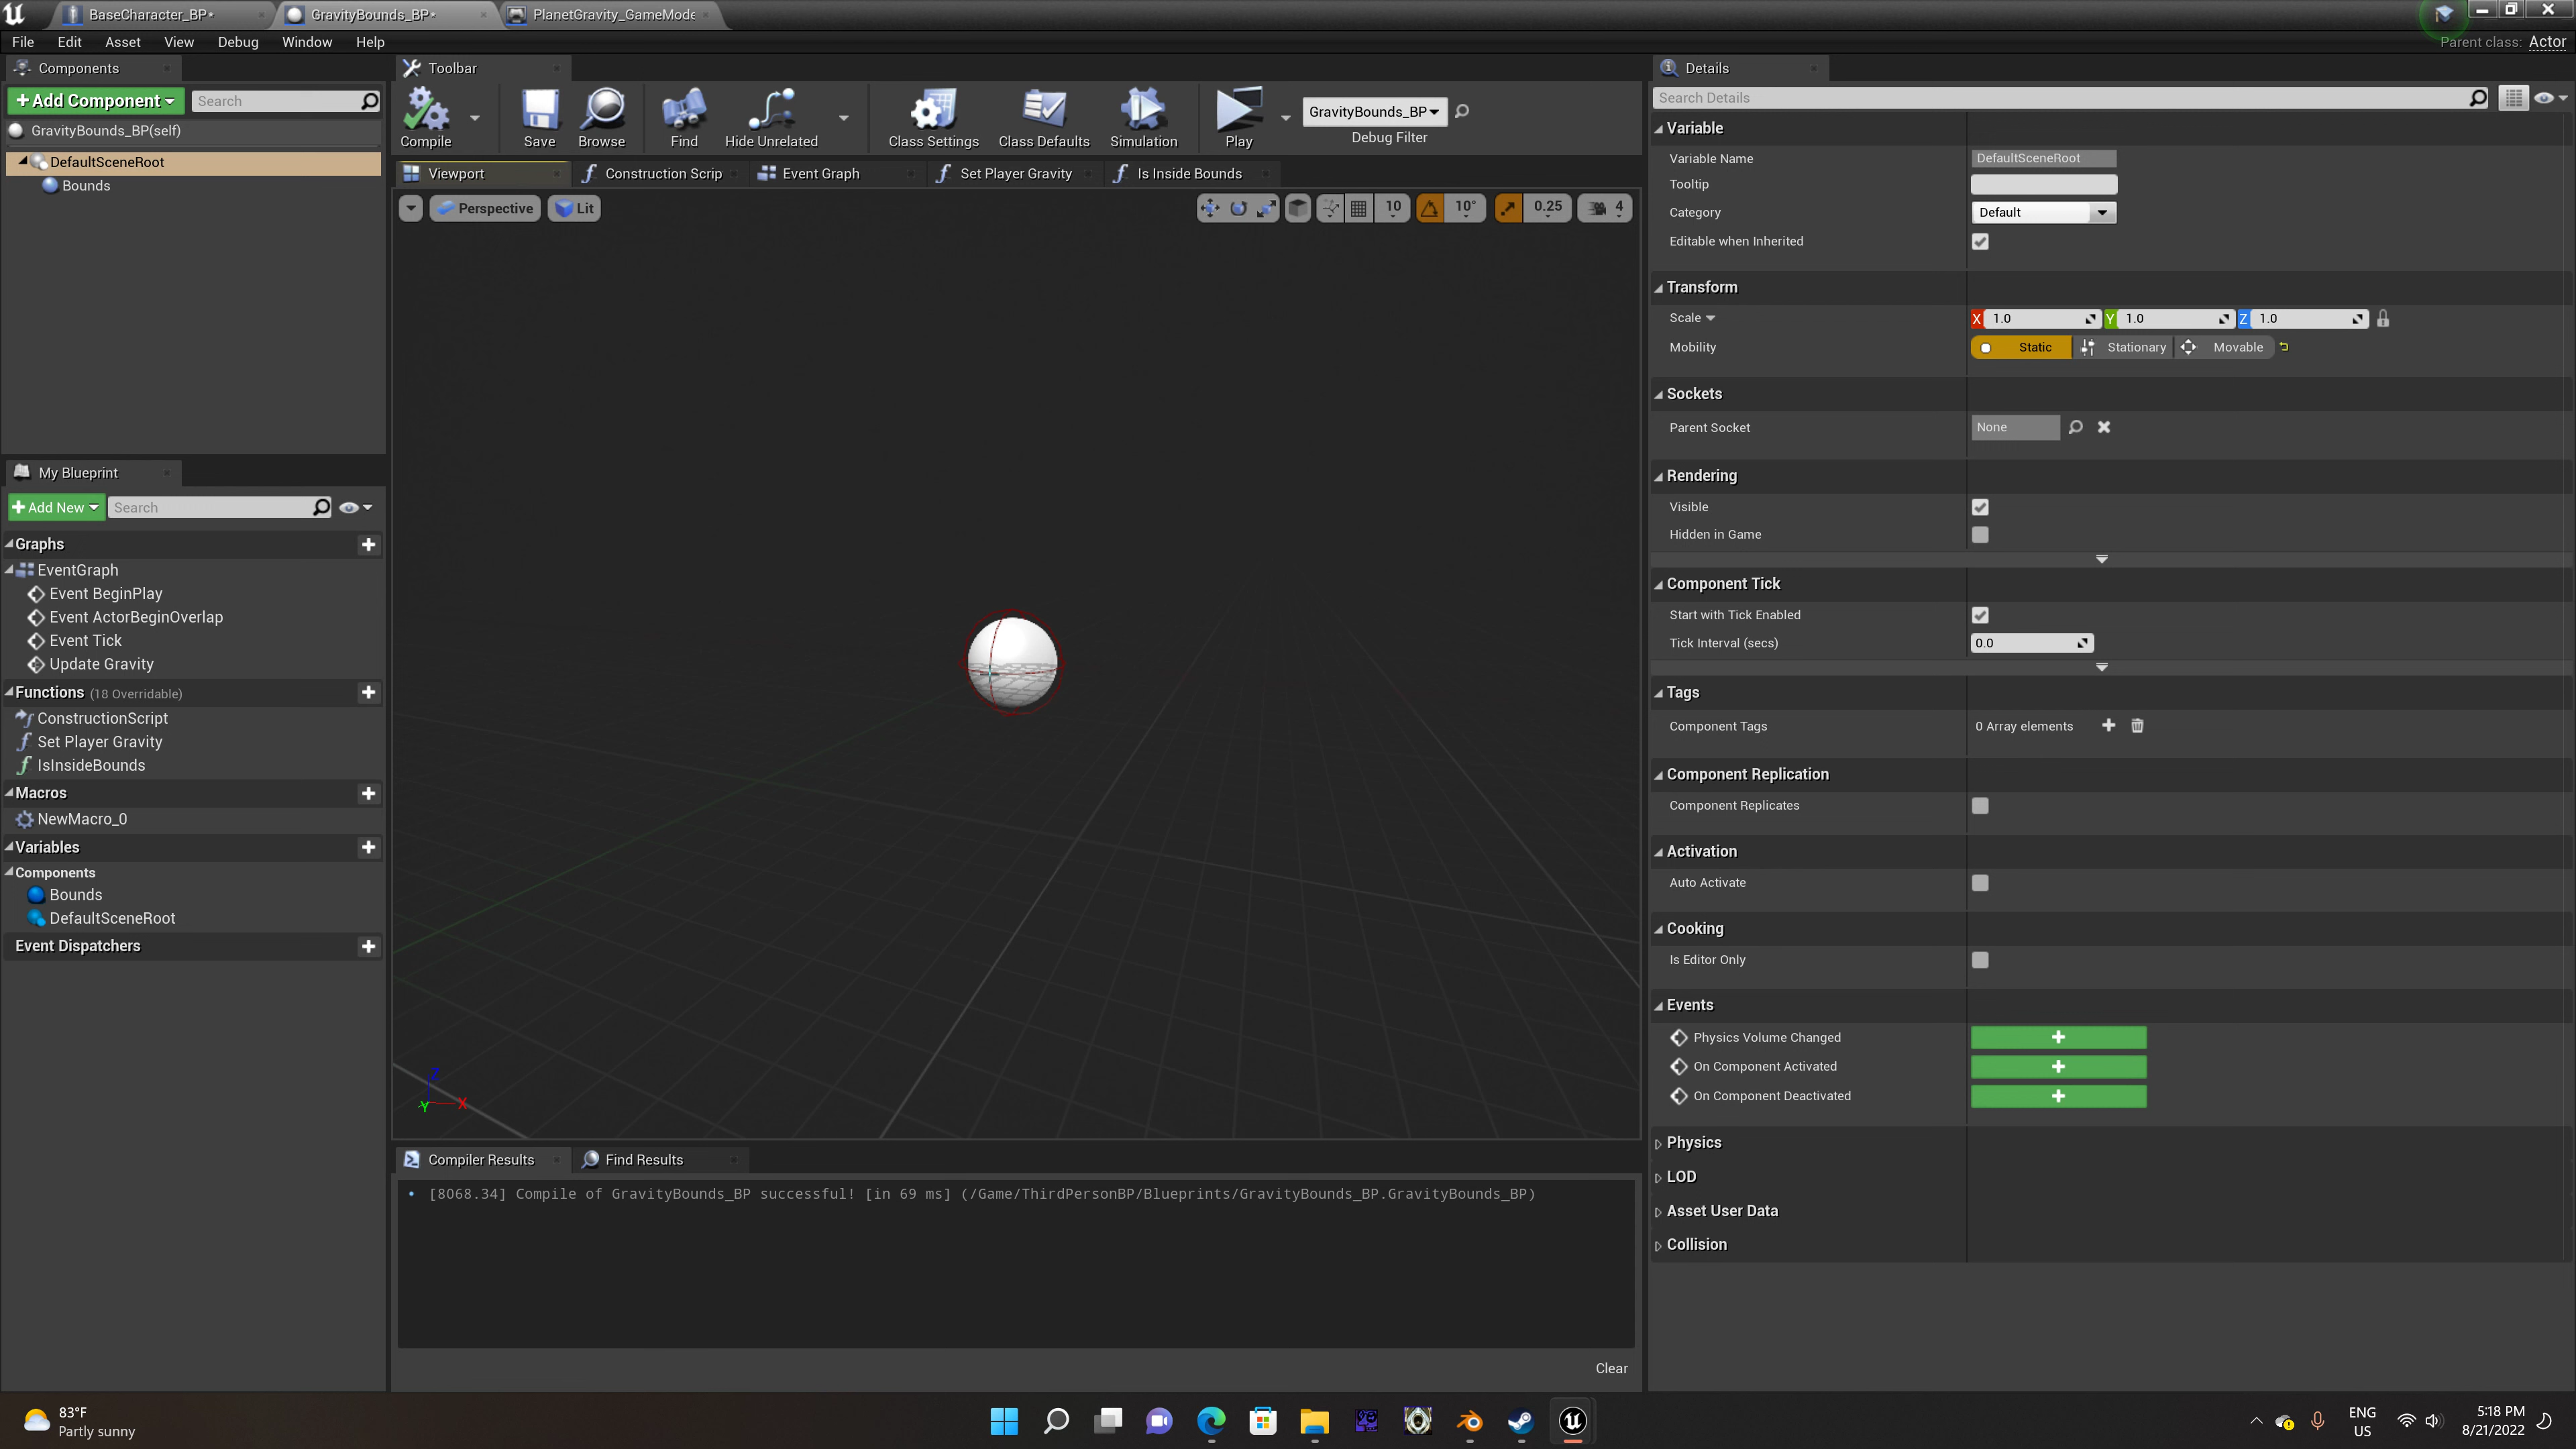 BaseCharacter_BP*
GravityBounds_BP*
PlanetGravity_GameMode
File Edit Asset View Debug Window Help
Parent class: Actor
Components
Add Component
Search
GravityBounds_BP(self)
DefaultSceneRoot
Bounds
My Blueprint
Add New
Search
Graphs
EventGraph
Event BeginPlay
Event ActorBeginOverlap
Event Tick
Update Gravity
Functions (18 Overridable)
ConstructionScript
Set Player Gravity
IsInsideBounds
Macros
NewMacro_0
Variables
Components
Bounds
DefaultSceneRoot
Event Dispatchers
Toolbar
Compile
Save
Browse
Find
Hide Unrelated
Class Settings
Class Defaults
Simulation
Play
GravityBounds_BP
Debug Filter
Viewport
Construction Scrip
Event Graph
Set Player Gravity
Is Inside Bounds
Perspective
Lit
10
10°
0.25
4
Z
Y
X
Compiler Results
Find Results
[8068.34] Compile of GravityBounds_BP successful! [in 69 ms] (/Game/ThirdPersonBP/Blueprints/GravityBounds_BP.GravityBounds_BP)
Clear
Details
Search Details
Variable
Variable Name DefaultSceneRoot
Tooltip
Category Default
Editable when Inherited
Transform
Scale X 1.0 Y 1.0 Z 1.0
Mobility Static Stationary Movable
Sockets
Parent Socket None
Rendering
Visible
Hidden in Game
Component Tick
Start with Tick Enabled
Tick Interval (secs) 0.0
Tags
Component Tags 0 Array elements
Component Replication
Component Replicates
Activation
Auto Activate
Cooking
Is Editor Only
Events
Physics Volume Changed
On Component Activated
On Component Deactivated
Physics
LOD
Asset User Data
Collision
83°F
Partly sunny
ENG
US
5:18 PM
8/21/2022